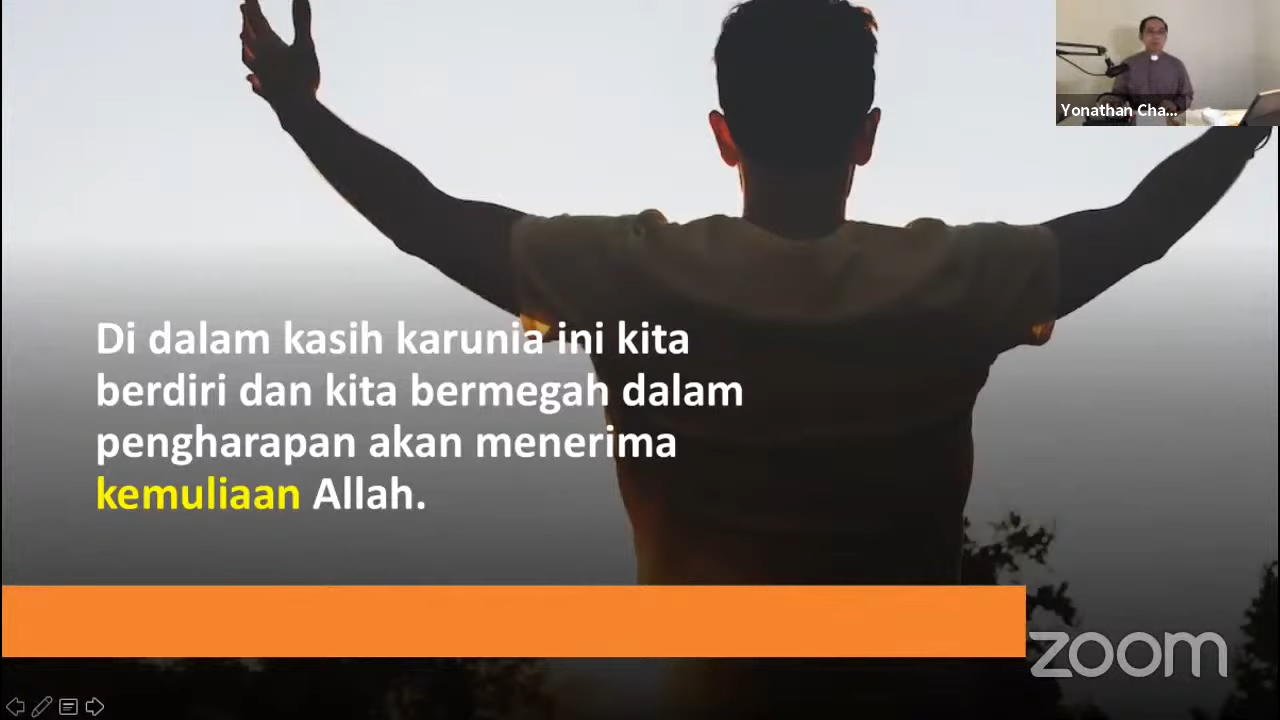 Yonathan Cha...
Di dalam kasih karunia ini kita
berdiri dan kita bermegah dalam
pengharapan akan menerima
kemuliaan Allah.
zoom